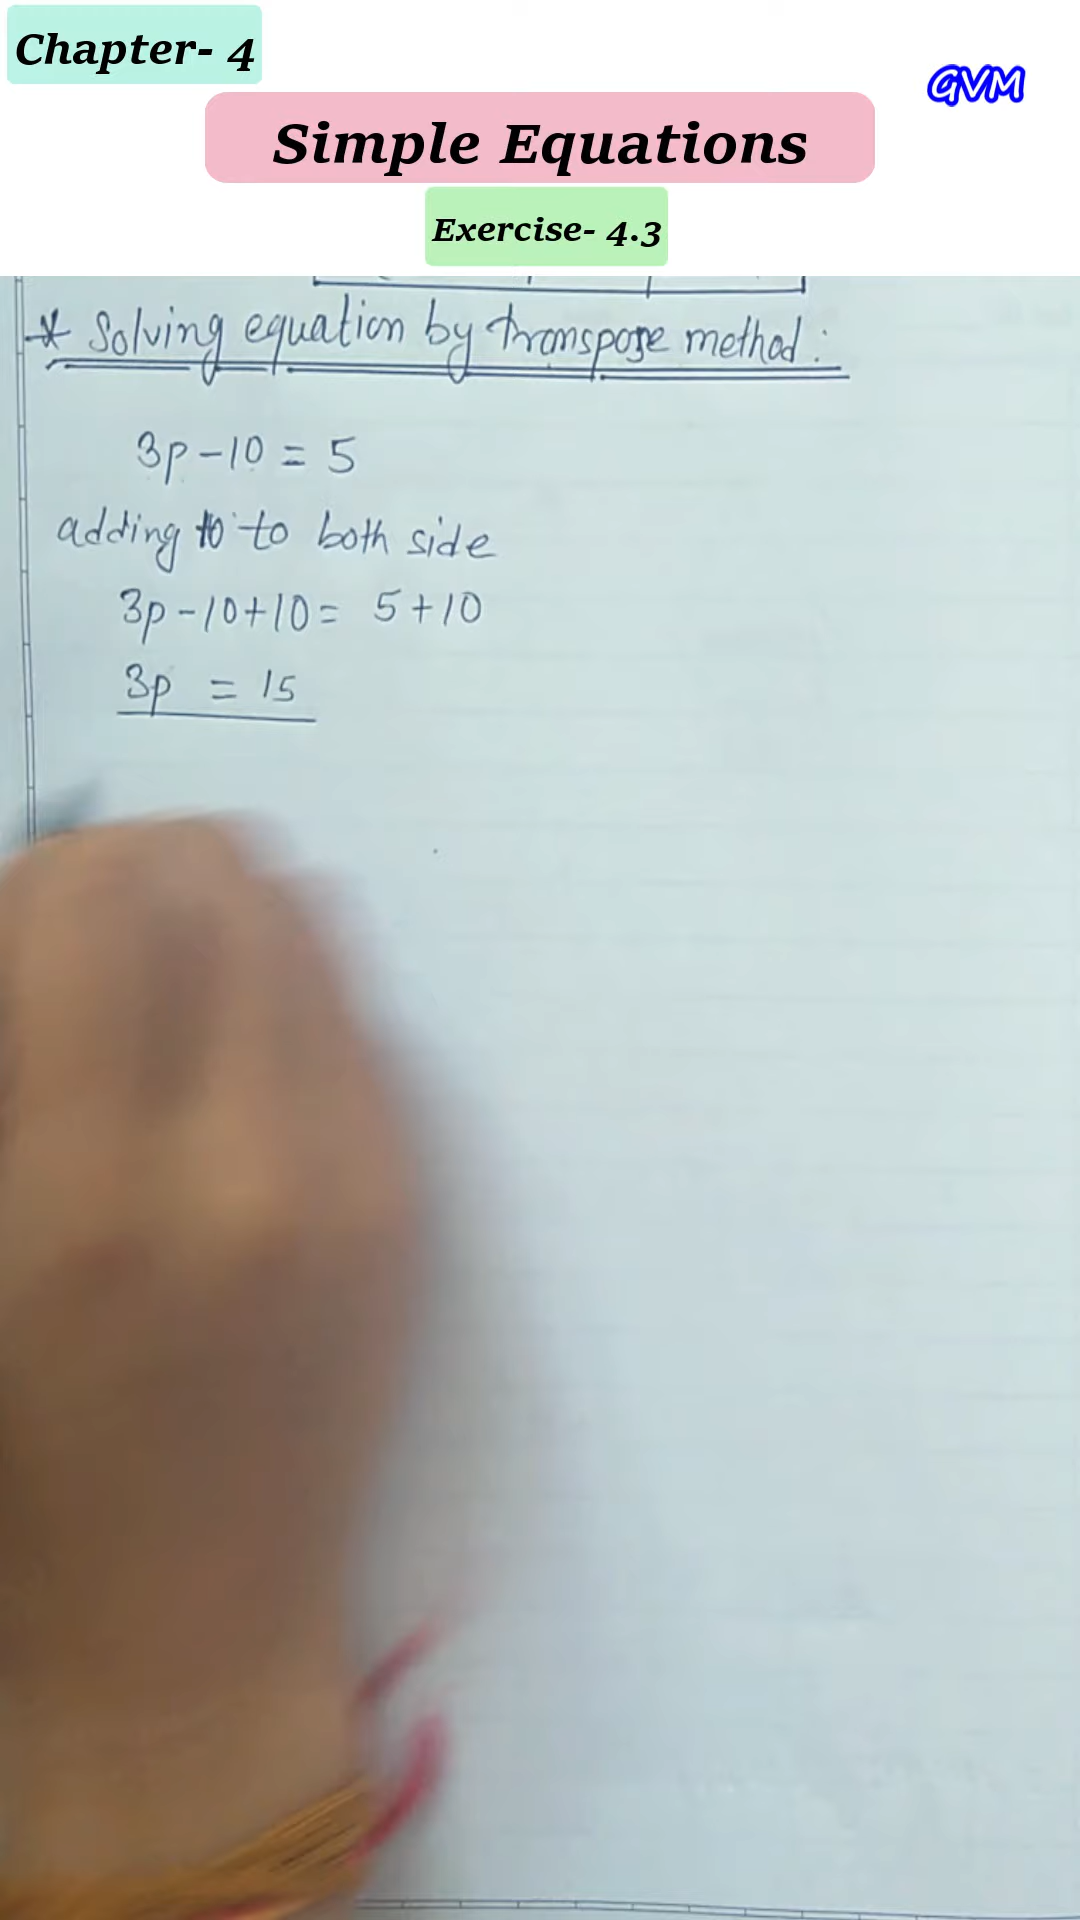 Chapter- 4
GVM
Simple Equations
Exercise- 4.3
* Solving equation by transpose method :
3p - 10 = 5
adding 10 to both side
3p - 10 + 10 = 5 + 10
3p = 15